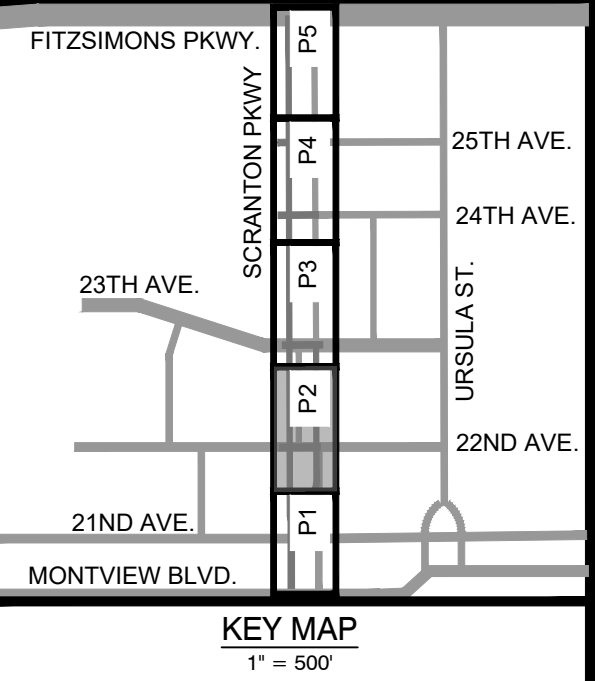 FITZSIMONS PKWY.
P5
SCRANTON PKWY
P4
25TH AVE.
24TH AVE.
P3
23TH AVE.
URSULA ST.
P2
22ND AVE.
P1
21ND AVE.
MONTVIEW BLVD.
KEY MAP
1" = 500'